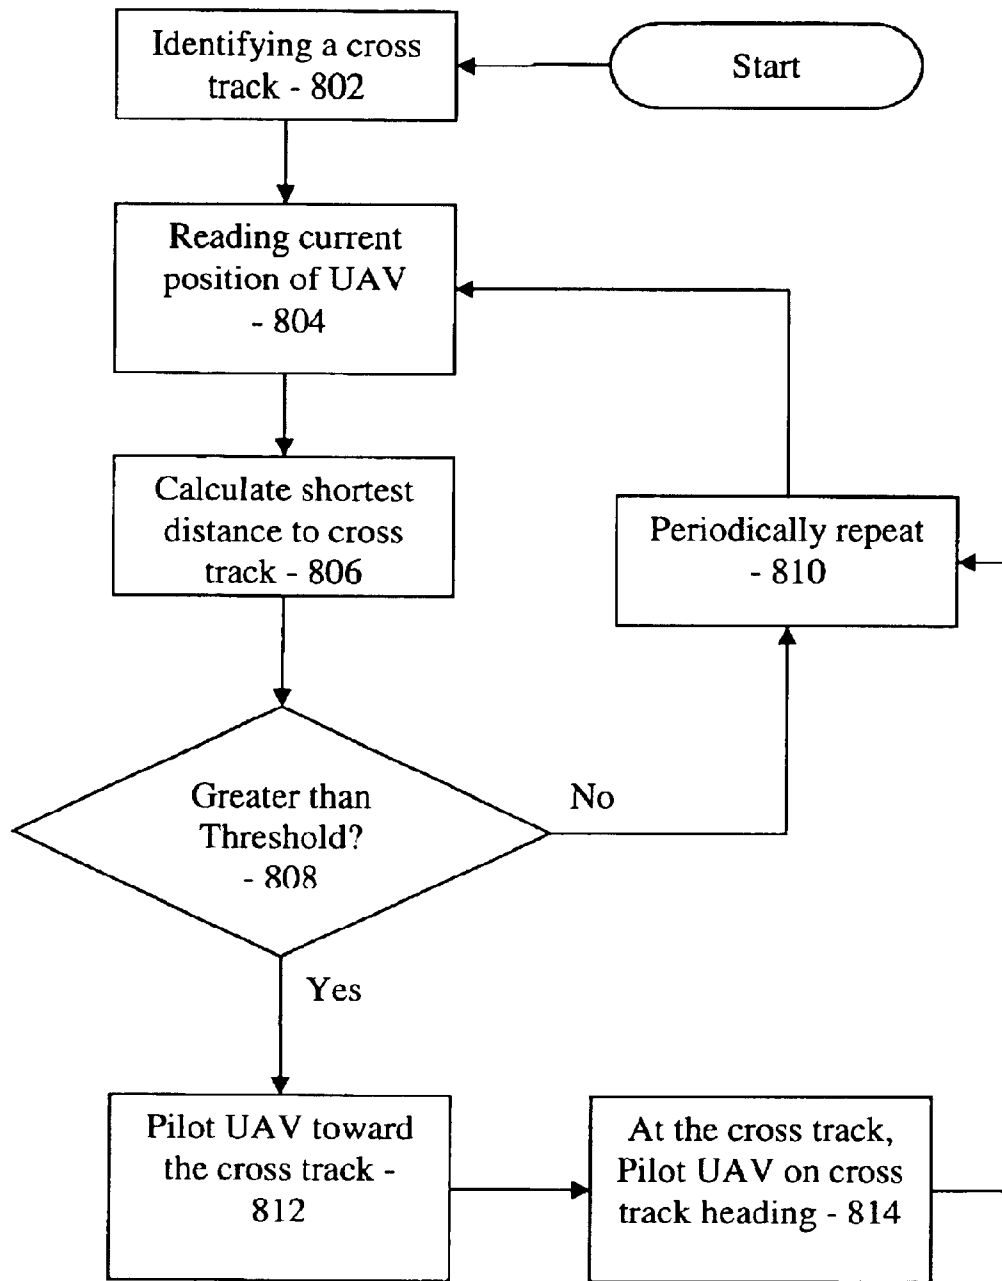 Start
Identifying a cross
track - 802
Reading current
position of UAV
- 804
Calculate shortest
distance to cross
track - 806
Periodically repeat
- 810
Greater than
Threshold?
- 808
No
Yes
Pilot UAV toward
the cross track -
812
At the cross track,
Pilot UAV on cross
track heading - 814